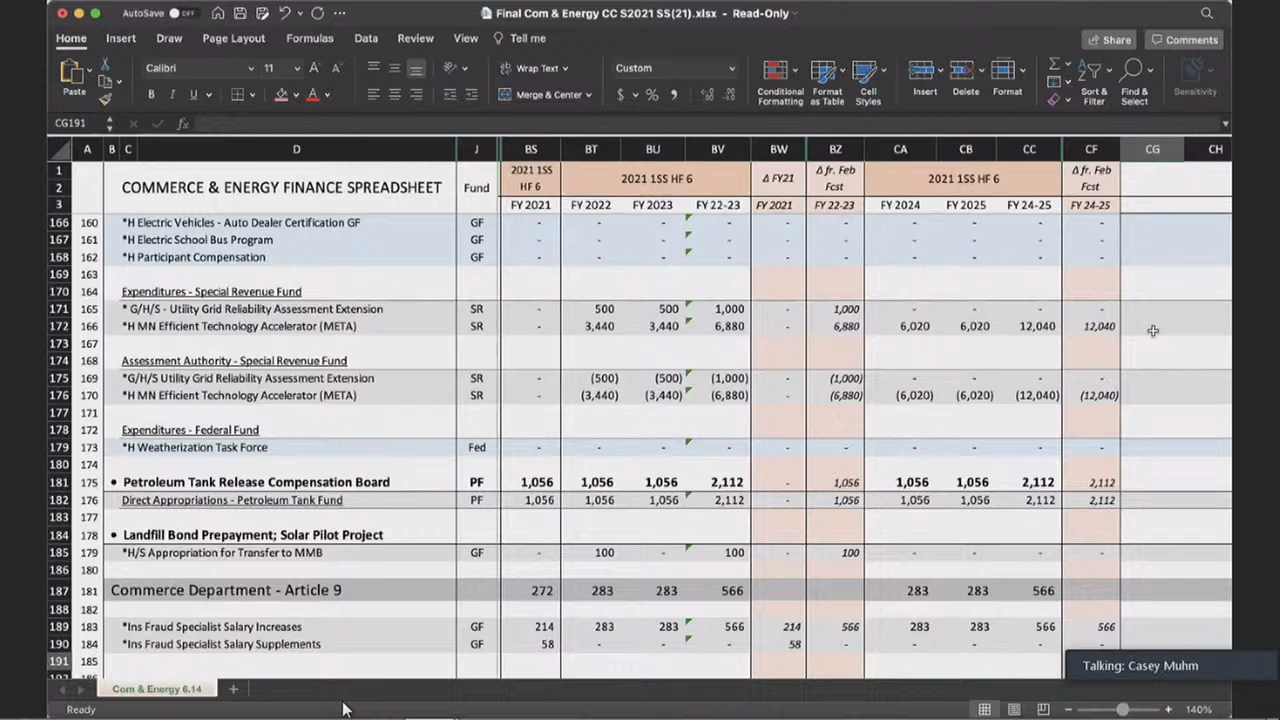 AutoSave OFF Final Com & Energy CC S2021 SS(21).xlsx - Read-Only
Home Insert Draw Page Layout Formulas Data Review View Tell me Share Comments
Paste Calibri 11 B I U Wrap Text Merge & Center Custom $ % Conditional Formatting Format as Table Cell Styles Insert Delete Format Sort & Filter Find & Select Sensitivity
CG191 fx
A B C D J BS BT BU BV BW BZ CA CB CC CF CG CH
1 2 3 COMMERCE & ENERGY FINANCE SPREADSHEET Fund 2021 1SS HF 6 2021 1SS HF 6 Δ FY21 Δ fr. Feb Fcst 2021 1SS HF 6 Δ fr. Feb Fcst
FY 2021 FY 2022 FY 2023 FY 22-23 FY 2021 FY 22-23 FY 2024 FY 2025 FY 24-25 FY 24-25
166 160 *H Electric Vehicles - Auto Dealer Certification GF GF - - - - - - - - - -
167 161 *H Electric School Bus Program GF - - - - - - - - - -
168 162 *H Participant Compensation GF - - - - - - - - - -
169 163
170 164 Expenditures - Special Revenue Fund
171 165 * G/H/S - Utility Grid Reliability Assessment Extension SR - 500 500 1,000 - 1,000 - - - -
172 166 *H MN Efficient Technology Accelerator (META) SR - 3,440 3,440 6,880 - 6,880 6,020 6,020 12,040 12,040
173 167
174 168 Assessment Authority - Special Revenue Fund
175 169 *G/H/S Utility Grid Reliability Assessment Extension SR - (500) (500) (1,000) - (1,000) - - - -
176 170 *H MN Efficient Technology Accelerator (META) SR - (3,440) (3,440) (6,880) - (6,880) (6,020) (6,020) (12,040) (12,040)
177 171
178 172 Expenditures - Federal Fund
179 173 *H Weatherization Task Force Fed - - - - - - - - - -
180 174
181 175 • Petroleum Tank Release Compensation Board PF 1,056 1,056 1,056 2,112 - 1,056 1,056 1,056 2,112 2,112
182 176 Direct Appropriations - Petroleum Tank Fund PF 1,056 1,056 1,056 2,112 - 1,056 1,056 1,056 2,112 2,112
183 177
184 178 • Landfill Bond Prepayment; Solar Pilot Project
185 179 *H/S Appropriation for Transfer to MMB GF - 100 - 100 - 100 - - - -
186 180
187 181 Commerce Department - Article 9 272 283 283 566 283 283 566
188 182
189 183 *Ins Fraud Specialist Salary Increases GF 214 283 283 566 214 566 283 283 566 566
190 184 *Ins Fraud Specialist Salary Supplements GF 58 - - - 58 - - - - -
191 185
Talking: Casey Muhm
Com & Energy 6.14 +
Ready 140%